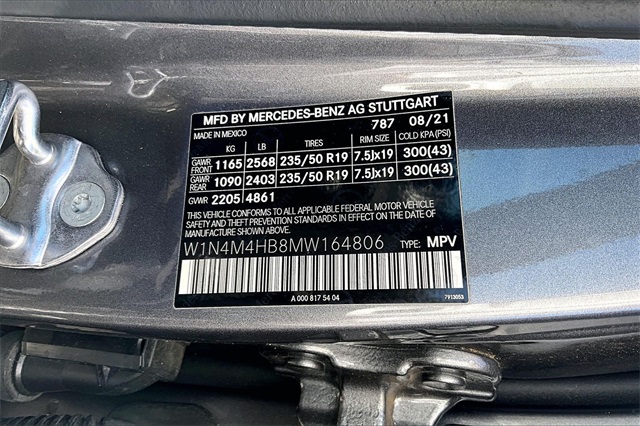 MFD BY MERCEDES-BENZ AG STUTTGART
MADE IN MEXICO 787 08/21
KG LB TIRES RIM SIZE COLD KPA (PSI)
GAWR FRONT 1165 2568 235/50 R19 7.5Jx19 300(43)
GAWR REAR 1090 2403 235/50 R19 7.5Jx19 300(43)
GVWR 2205 4861
THIS VEHICLE CONFORMS TO ALL APPLICABLE FEDERAL MOTOR VEHICLE
SAFETY AND THEFT PREVENTION STANDARDS IN EFFECT ON THE DATE OF
MANUFACTURE SHOWN ABOVE.
W1N4M4HB8MW164806 TYPE: MPV
A 000 817 54 04 7913053